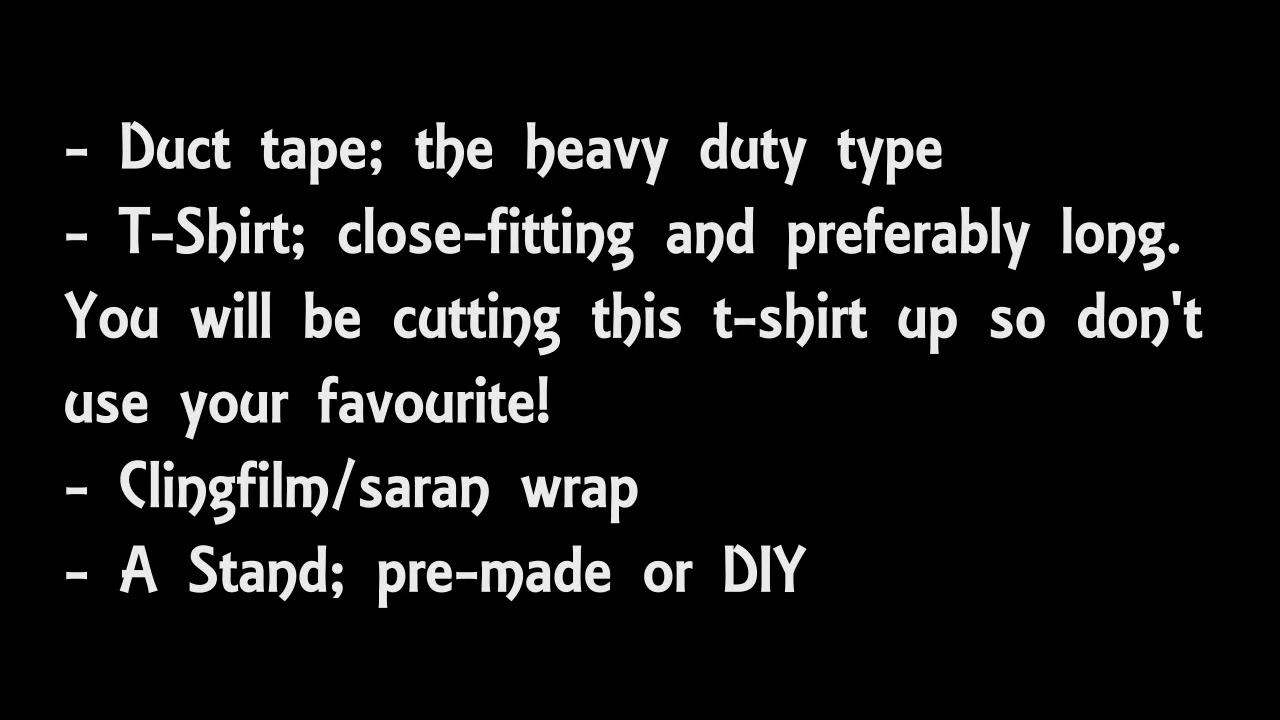 - Duct tape; the heavy duty type
- T-Shirt; close-fitting and preferably long.
You will be cutting this t-shirt up so don't
use your favourite!
- Clingfilm/saran wrap
- A Stand; pre-made or DIY